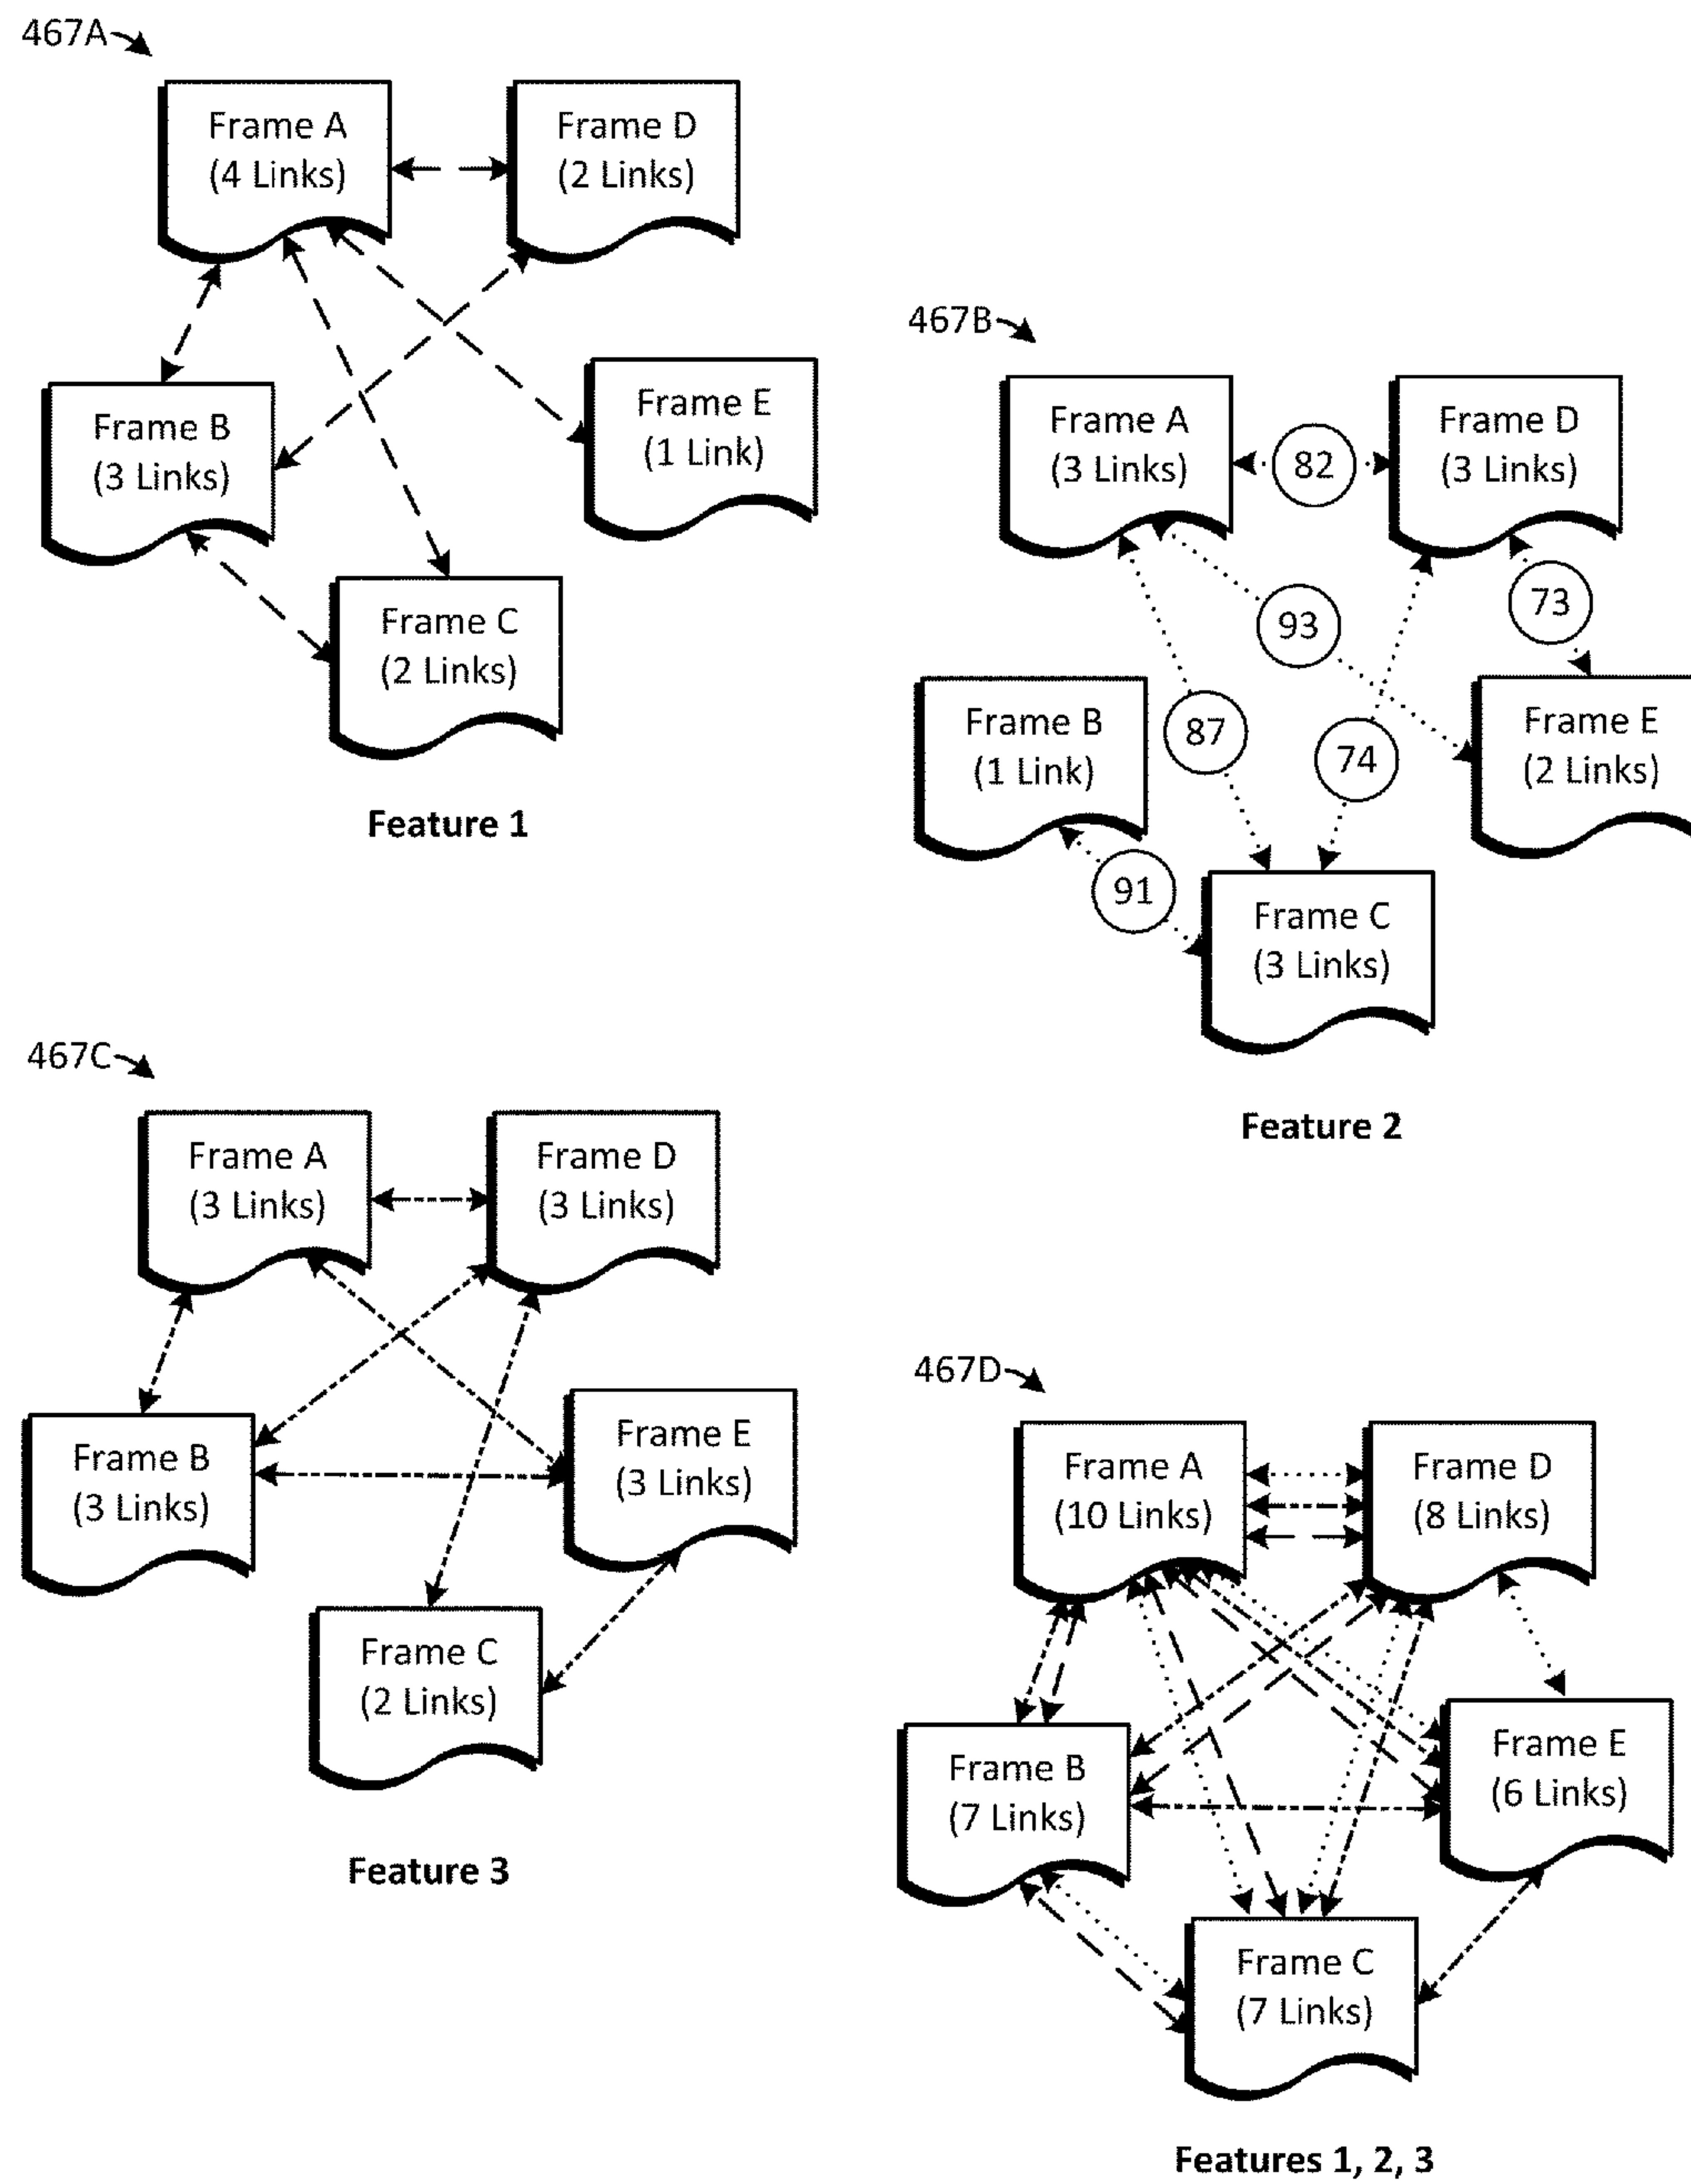 467A
Frame A
(4 Links)
Frame D
(2 Links)
Frame B
(3 Links)
Frame E
(1 Link)
Frame C
(2 Links)
Feature 1
467B
Frame A
(3 Links)
82
Frame D
(3 Links)
93
73
Frame B
(1 Link)
87
74
Frame E
(2 Links)
91
Frame C
(3 Links)
Feature 2
467C
Frame A
(3 Links)
Frame D
(3 Links)
Frame B
(3 Links)
Frame E
(3 Links)
Frame C
(2 Links)
Feature 3
467D
Frame A
(10 Links)
Frame D
(8 Links)
Frame B
(7 Links)
Frame E
(6 Links)
Frame C
(7 Links)
Features 1, 2, 3